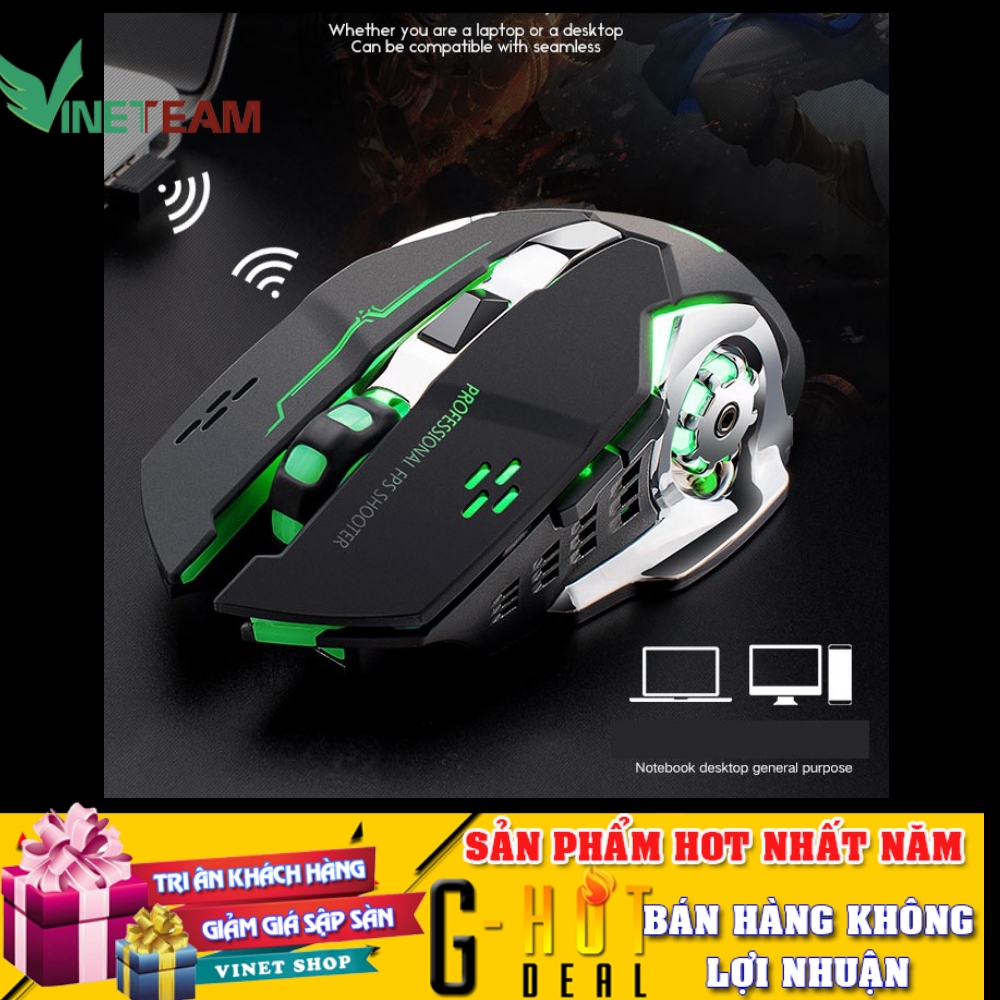 Whether you are a laptop or a desktop
Can be compatible with seamless
VINETEAM
PROFESSIONAL FPS SHOOTER
Notebook desktop general purpose
TRI ÂN KHÁCH HÀNG
GIẢM GIÁ SẬP SÀN
VINET SHOP
G-HOT
DEAL
SẢN PHẨM HOT NHẤT NĂM
BÁN HÀNG KHÔNG
LỢI NHUẬN